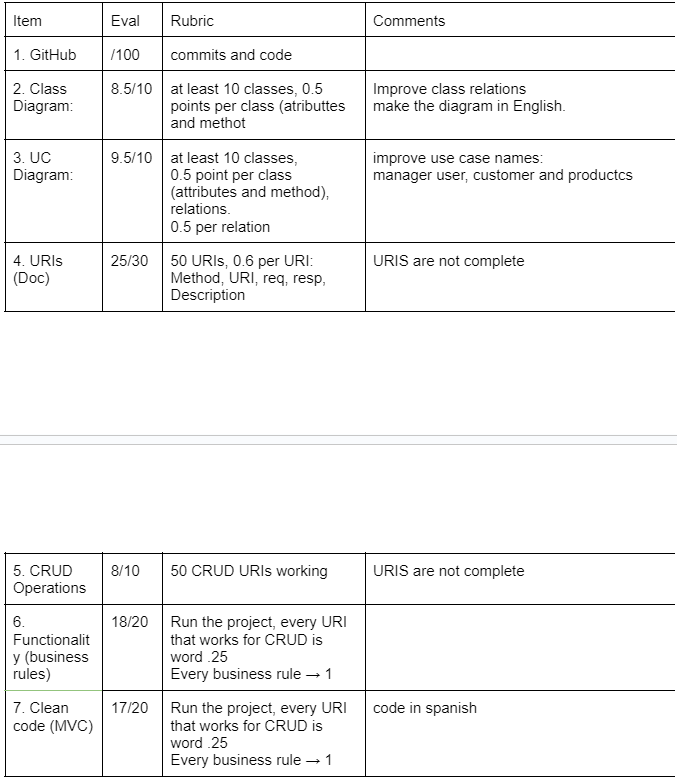 Item Eval Rubric Comments
1. GitHub /100 commits and code
2. Class Diagram: 8.5/10 at least 10 classes, 0.5 points per class (atributtes and methot Improve class relations make the diagram in English.
3. UC Diagram: 9.5/10 at least 10 classes, 0.5 point per class (attributes and method), relations. 0.5 per relation improve use case names: manager user, customer and productcs
4. URIs (Doc) 25/30 50 URIs, 0.6 per URI: Method, URI, req, resp, Description URIS are not complete
5. CRUD Operations 8/10 50 CRUD URIs working URIS are not complete
6. Functionality (business rules) 18/20 Run the project, every URI that works for CRUD is word .25 Every business rule → 1
7. Clean code (MVC) 17/20 Run the project, every URI that works for CRUD is word .25 Every business rule → 1 code in spanish